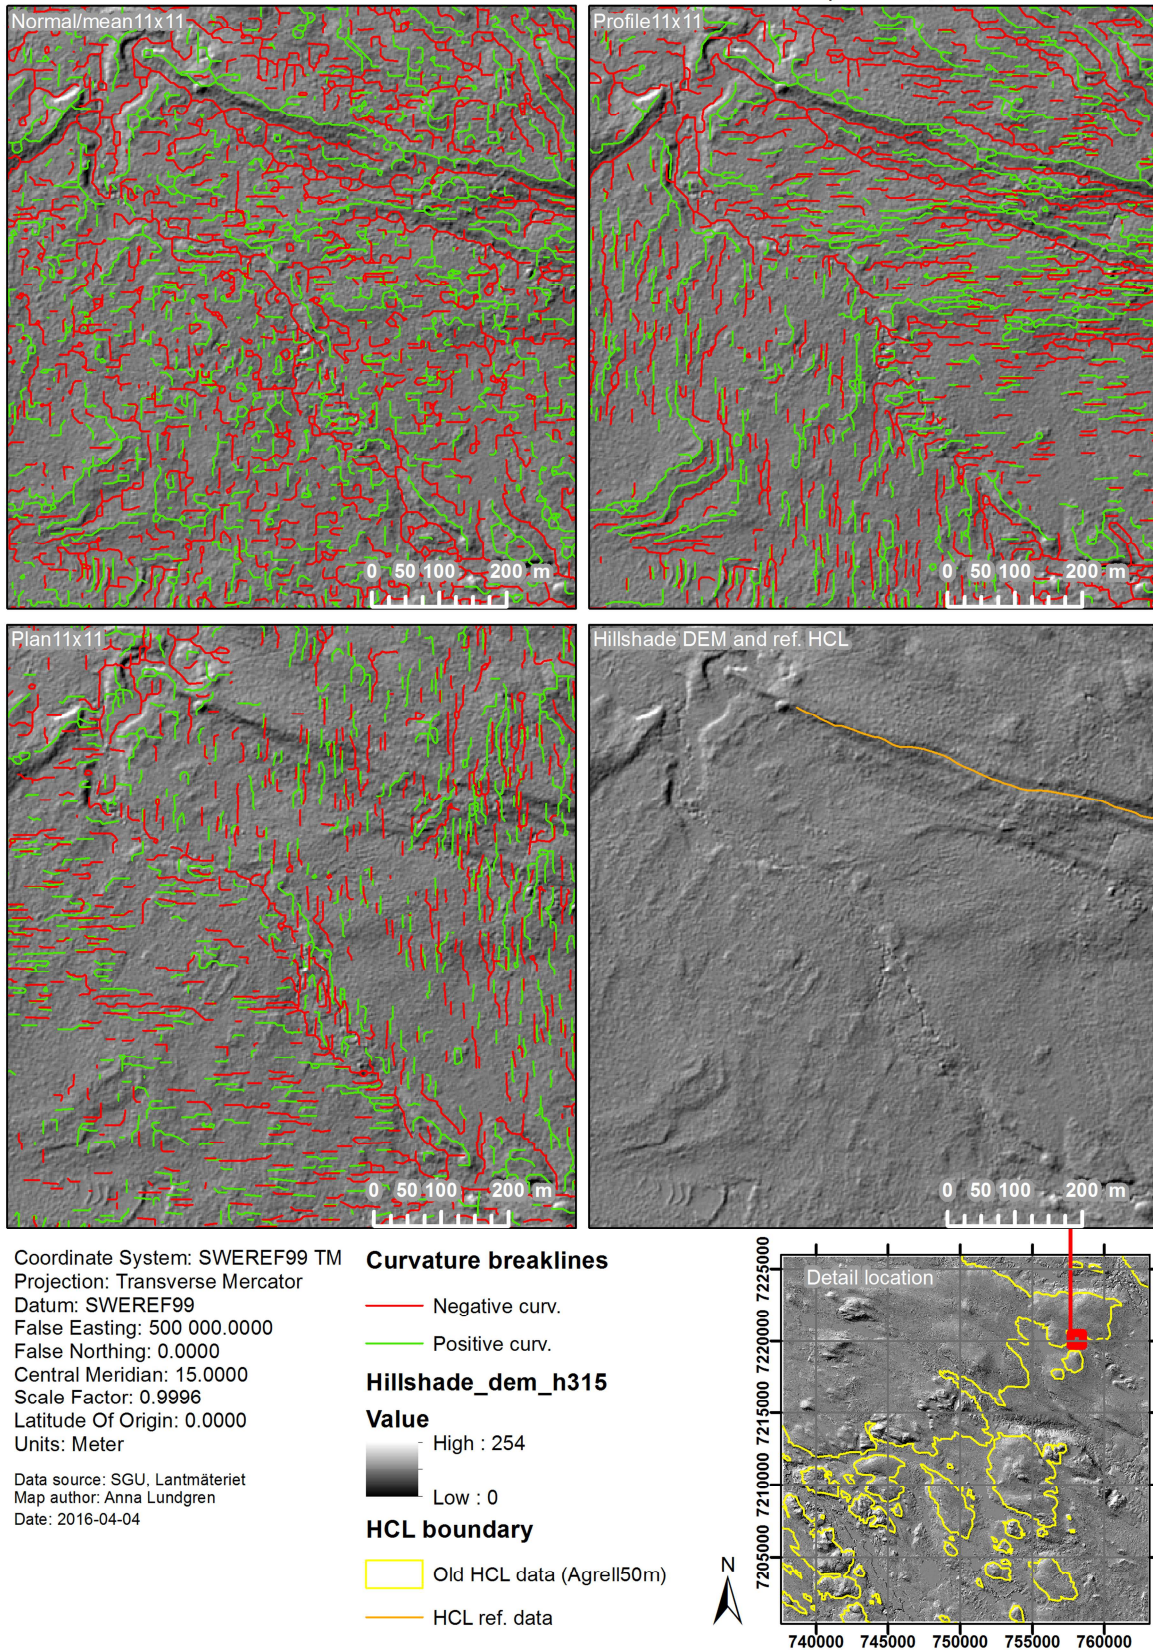 Normal/mean11x11
Profile11x11
0 50 100 200 m
0 50 100 200 m
Plan11x11
Hillshade DEM and ref. HCL
0 50 100 200 m
0 50 100 200 m
Coordinate System: SWEREF99 TM
Projection: Transverse Mercator
Datum: SWEREF99
False Easting: 500 000.0000
False Northing: 0.0000
Central Meridian: 15.0000
Scale Factor: 0.9996
Latitude Of Origin: 0.0000
Units: Meter
Data source: SGU, Lantmäteriet
Map author: Anna Lundgren
Date: 2016-04-04
Curvature breaklines
Negative curv.
Positive curv.
Hillshade_dem_h315
Value
High : 254
Low : 0
HCL boundary
Old HCL data (Agrell50m)
HCL ref. data
N
Detail location
7225000
7220000
7215000
7210000
7205000
740000 745000 750000 755000 760000